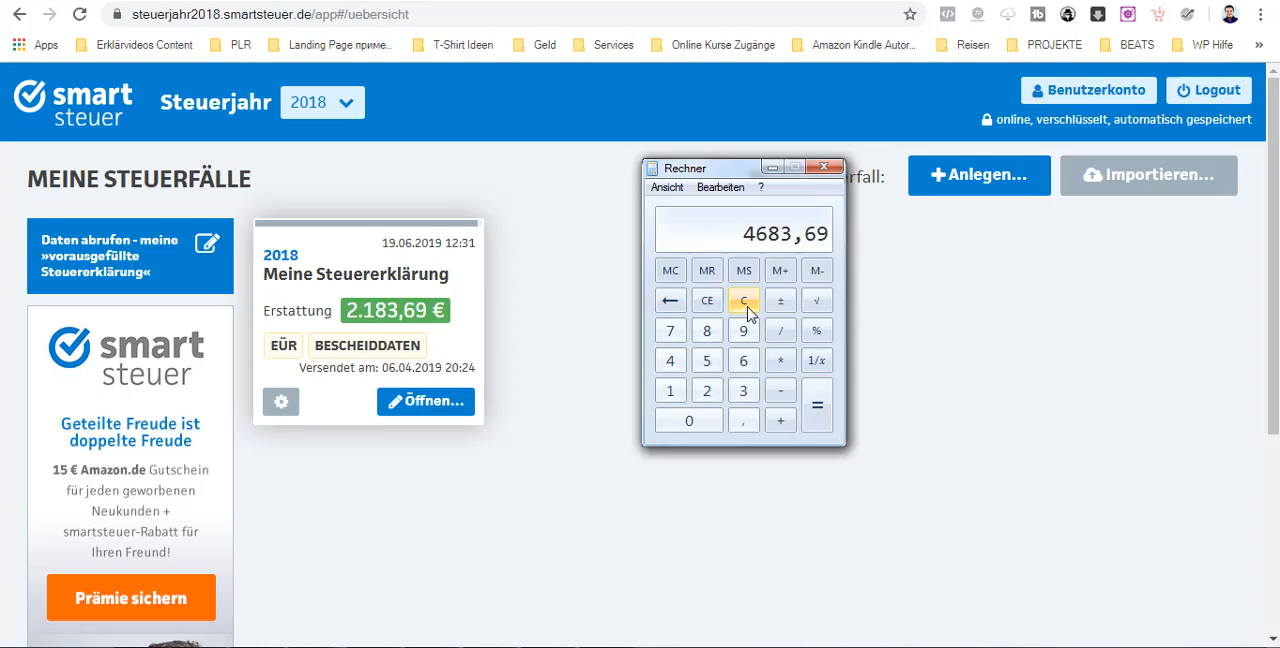 steuerjahr2018.smartsteuer.de/app#/uebersicht
Apps Erklärvideos Content PLR Landing Page приме... T-Shirt Ideen Geld Services Online Kurse Zugänge Amazon Kindle Autor... Reisen PROJEKTE BEATS WP Hilfe »
smart
steuer
Steuerjahr 2018
Benutzerkonto Logout
online, verschlüsselt, automatisch gespeichert
MEINE STEUERFÄLLE
erfall: Anlegen... Importieren...
Daten abrufen - meine
»vorausgefüllte
Steuererklärung«
smart
steuer
Geteilte Freude ist
doppelte Freude
15 € Amazon.de Gutschein
für jeden geworbenen
Neukunden +
smartsteuer-Rabatt für
Ihren Freund!
Prämie sichern
19.06.2019 12:31
2018
Meine Steuererklärung
Erstattung 2.183,69 €
EÜR BESCHEIDDATEN
Versendet am: 06.04.2019 20:24
Öffnen...
Rechner
Ansicht Bearbeiten ?
4683,69
MC MR MS M+ M-
← CE C ± √
7 8 9 / %
4 5 6 * 1/x
1 2 3 - =
0 , +